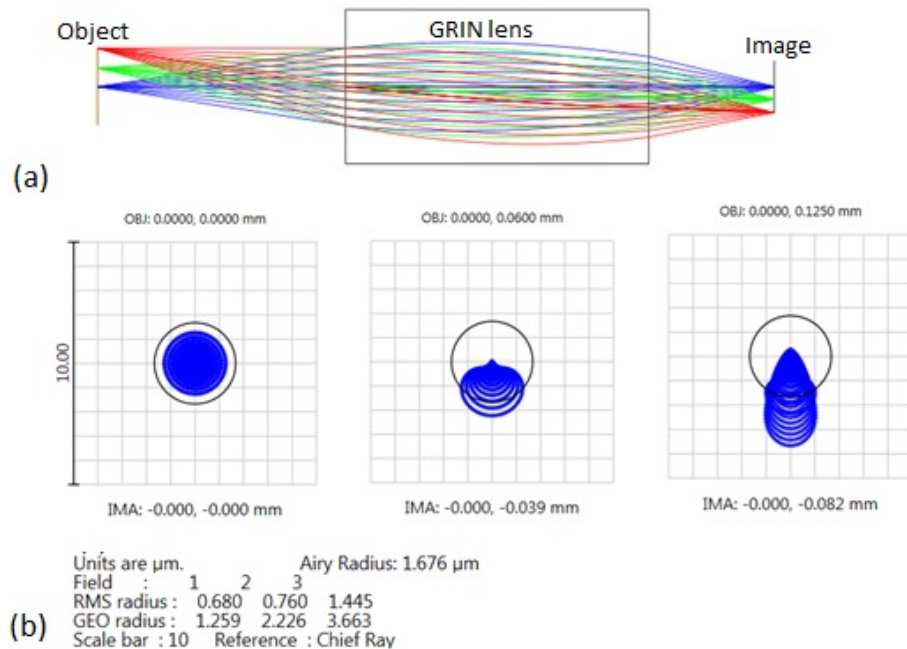 Object
GRIN lens
Image
(a)
OBJ: 0.0000, 0.0000 mm
OBJ: 0.0000, 0.0600 mm
OBJ: 0.0000, 0.1250 mm
10.00
IMA: -0.000, -0.000 mm
IMA: -0.000, -0.039 mm
IMA: -0.000, -0.082 mm
Units are µm. Airy Radius: 1.676 µm
Field : 1 2 3
RMS radius : 0.680 0.760 1.445
GEO radius : 1.259 2.226 3.663
(b) Scale bar : 10 Reference : Chief Ray